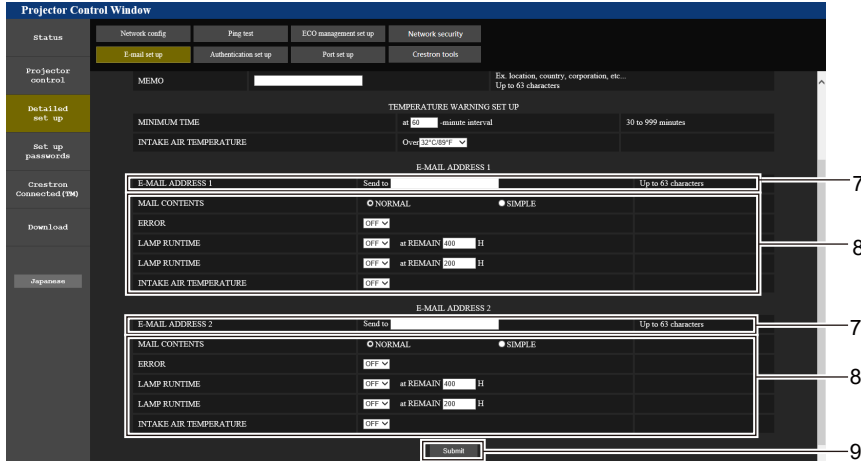 Projector Control Window
Status
Network config Ping test ECO management set up Network security
E-mail set up Authentication set up Port set up Crestron tools
Projector
control
Detailed
set up
Set up
passwords
Crestron
Connected(TM)
Download
Japanese
MEMO Ex. location, country, corporation, etc...
Up to 63 characters
TEMPERATURE WARNING SET UP
MINIMUM TIME at 60 -minute interval 30 to 999 minutes
INTAKE AIR TEMPERATURE Over 32°C/89°F
E-MAIL ADDRESS 1
E-MAIL ADDRESS 1 Send to Up to 63 characters 7
MAIL CONTENTS NORMAL SIMPLE
ERROR OFF
LAMP RUNTIME OFF at REMAIN 400 H 8
LAMP RUNTIME OFF at REMAIN 200 H
INTAKE AIR TEMPERATURE OFF
E-MAIL ADDRESS 2
E-MAIL ADDRESS 2 Send to Up to 63 characters 7
MAIL CONTENTS NORMAL SIMPLE
ERROR OFF
LAMP RUNTIME OFF at REMAIN 400 H 8
LAMP RUNTIME OFF at REMAIN 200 H
INTAKE AIR TEMPERATURE OFF
Submit 9